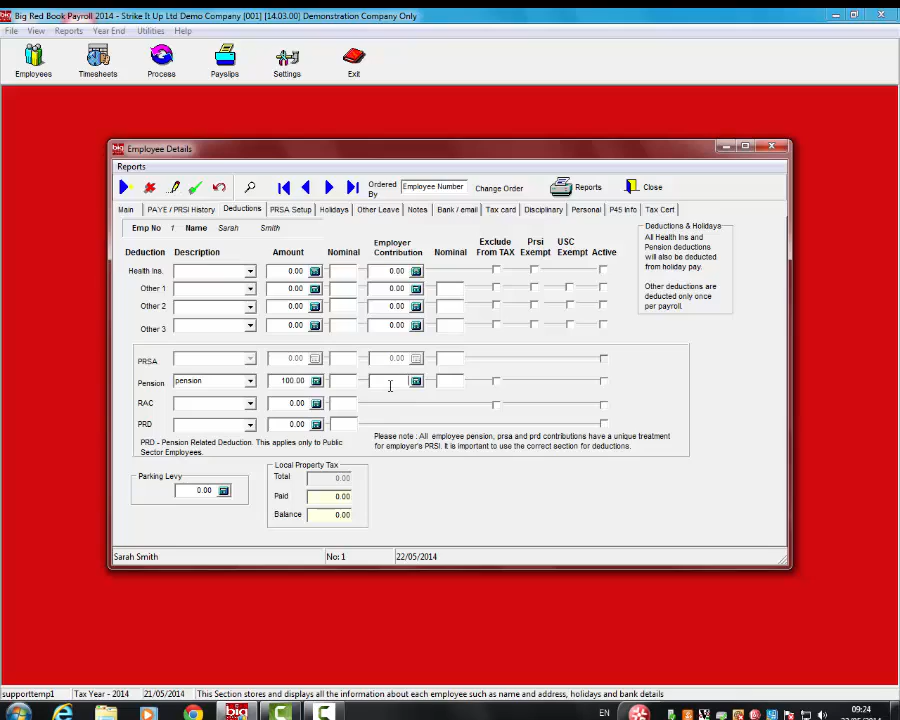 big Big Red Book Payroll 2014 - Strike It Up Ltd Demo Company [001] [14.03.00] Demonstration Company Only
File View Reports Year End Utilities Help
Employees Timesheets Process Payslips Settings Exit
big Employee Details
Reports
Ordered By Employee Number Change Order Reports Close
Main PAYE / PRSI History Deductions PRSA Setup Holidays Other Leave Notes Bank / email Tax card Disciplinary Personal P45 Info Tax Cert
Emp No 1 Name Sarah Smith
Deduction Description Amount Nominal Employer Contribution Nominal Exclude From TAX Prsi Exempt USC Exempt Active
Health Ins. 0.00 0.00
Other 1 0.00 0.00
Other 2 0.00 0.00
Other 3 0.00 0.00
Deductions & Holidays
All Health Ins and
Pension Deductions
will also be deducted
from holiday pay.
Other deductions are
deducted only once
per payroll.
PRSA 0.00 0.00
Pension pension 100.00
RAC 0.00
PRD 0.00
PRD - Pension Related Deduction. This applies only to Public
Sector Employees.
Please note : All employee pension, prsa and prd contributions have a unique treatment
for employer's PRSI. It is important to use the correct section for deductions.
Parking Levy
0.00
Local Property Tax
Total 0.00
Paid 0.00
Balance 0.00
Sarah Smith No: 1 22/05/2014
supporttemp1 Tax Year - 2014 21/05/2014 This Section stores and displays all the information about each employee such as name and address, holidays and bank details
big EN 09:24